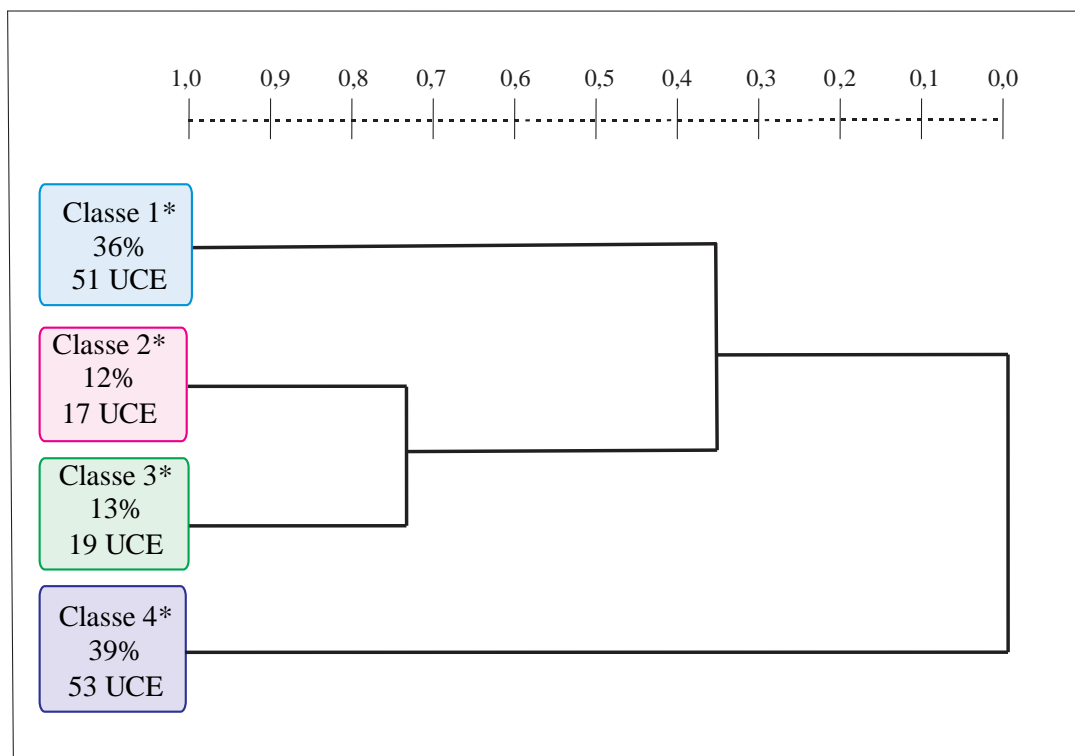 1,0 0,9 0,8 0,7 0,6 0,5 0,4 0,3 0,2 0,1 0,0
Classe 1*
36%
51 UCE
Classe 2*
12%
17 UCE
Classe 3*
13%
19 UCE
Classe 4*
39%
53 UCE